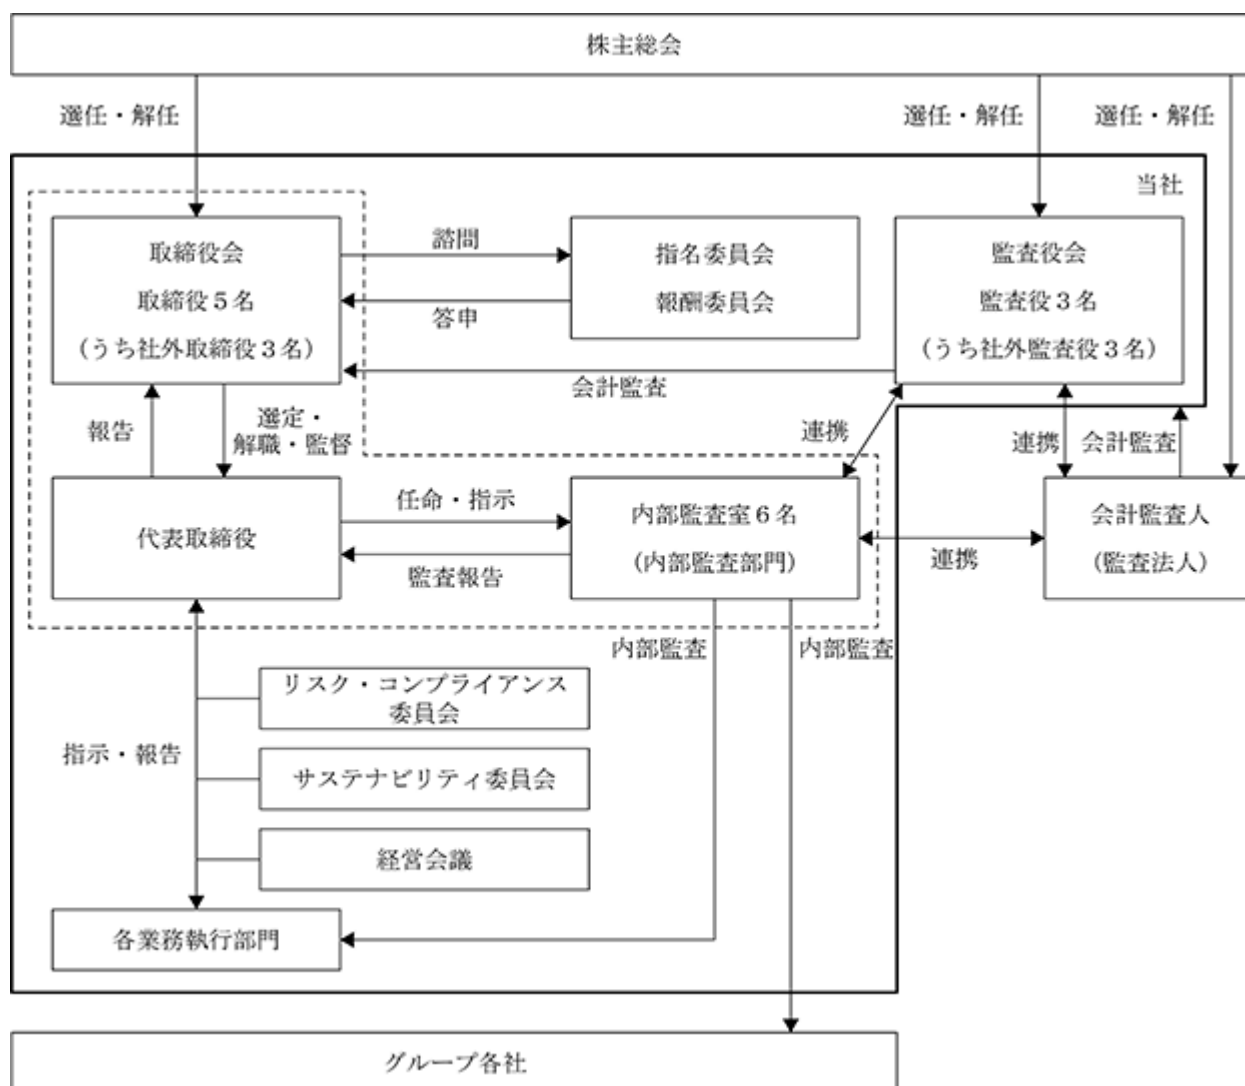 株主総会
選任・解任
選任・解任
選任・解任
当社
取締役会
取締役５名
（うち社外取締役３名）
諮問
答申
指名委員会
報酬委員会
監査役会
監査役３名
（うち社外監査役３名）
会計監査
報告
選定・
解職・監督
連携
連携
会計監査
代表取締役
任命・指示
監査報告
内部監査室６名
（内部監査部門）
連携
会計監査人
（監査法人）
内部監査
内部監査
リスク・コンプライアンス
委員会
指示・報告
サステナビリティ委員会
経営会議
各業務執行部門
グループ各社